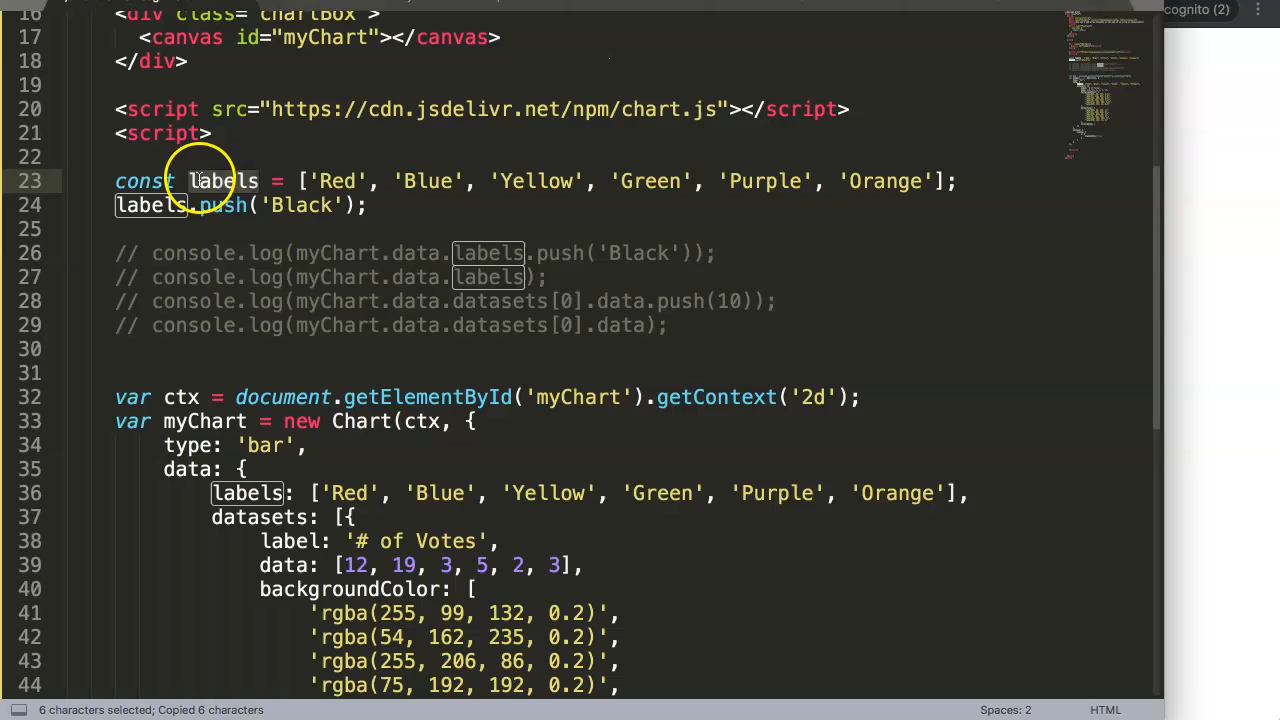 cognito (2)
16 <div class="chartBox">
17 <canvas id="myChart"></canvas>
18 </div>
19
20 <script src="https://cdn.jsdelivr.net/npm/chart.js"></script>
21 <script>
22
23 const labels = ['Red', 'Blue', 'Yellow', 'Green', 'Purple', 'Orange'];
24 labels.push('Black');
25
26 // console.log(myChart.data.labels.push('Black'));
27 // console.log(myChart.data.labels);
28 // console.log(myChart.data.datasets[0].data.push(10));
29 // console.log(myChart.data.datasets[0].data);
30
31
32 var ctx = document.getElementById('myChart').getContext('2d');
33 var myChart = new Chart(ctx, {
34 type: 'bar',
35 data: {
36 labels: ['Red', 'Blue', 'Yellow', 'Green', 'Purple', 'Orange'],
37 datasets: [{
38 label: '# of Votes',
39 data: [12, 19, 3, 5, 2, 3],
40 backgroundColor: [
41 'rgba(255, 99, 132, 0.2)',
42 'rgba(54, 162, 235, 0.2)',
43 'rgba(255, 206, 86, 0.2)',
44 'rgba(75, 192, 192, 0.2)',
6 characters selected; Copied 6 characters
Spaces: 2
HTML